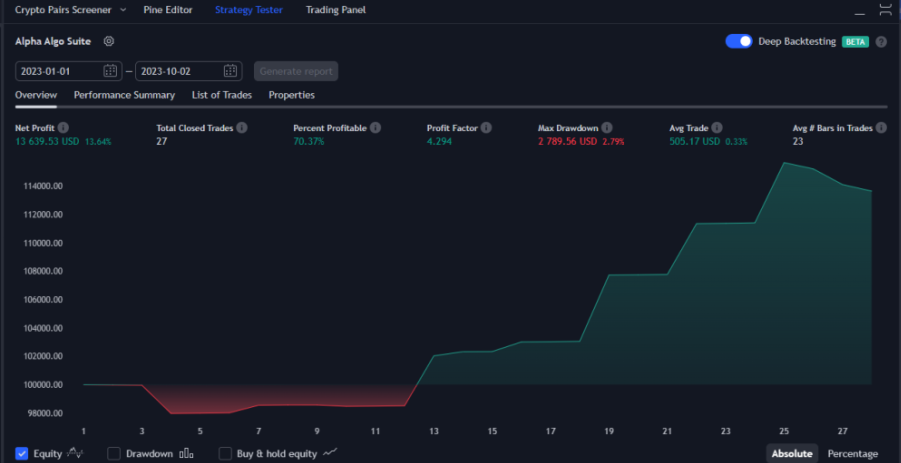 Crypto Pairs Screener Pine Editor Strategy Tester Trading Panel
Alpha Algo Suite Deep Backtesting BETA ?
2023-01-01 — 2023-10-02 Generate report
Overview Performance Summary List of Trades Properties
Net Profit Total Closed Trades Percent Profitable Profit Factor Max Drawdown Avg Trade Avg # Bars in Trades
13 639.53 USD 13.64% 27 70.37% 4.294 2 789.56 USD 2.79% 505.17 USD 0.33% 23
114000.00
112000.00
110000.00
108000.00
106000.00
104000.00
102000.00
100000.00
98000.00
1 3 5 7 9 11 13 15 17 19 21 23 25 27
Equity Drawdown Buy & hold equity Absolute Percentage